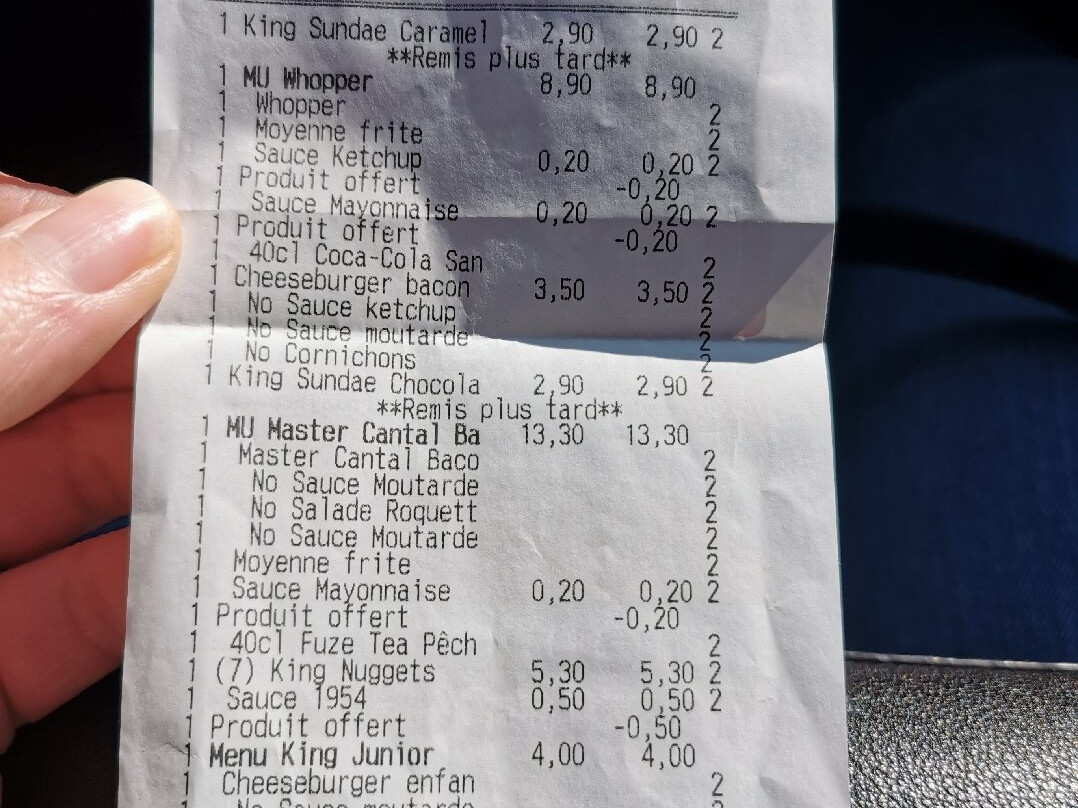 1 King Sundae Caramel 2,90 2,90 2
**Remis plus tard**
1 MU Whopper 8,90 8,90
1 Whopper 2
1 Moyenne frite 2
1 Sauce Ketchup 0,20 0,20 2
1 Produit offert -0,20
1 Sauce Mayonnaise 0,20 0,20 2
1 Produit offert -0,20
1 40cl Coca-Cola San 2
1 Cheeseburger bacon 3,50 3,50 2
1 No Sauce ketchup 2
1 No Sauce moutarde 2
1 No Cornichons 2
1 King Sundae Chocola 2,90 2,90 2
**Remis plus tard**
1 MU Master Cantal Ba 13,30 13,30
1 Master Cantal Baco 2
1 No Sauce Moutarde 2
1 No Salade Roquett 2
1 No Sauce Moutarde 2
1 Moyenne frite 2
1 Sauce Mayonnaise 0,20 0,20 2
1 Produit offert -0,20
1 40cl Fuze Tea Pêch 2
1 (7) King Nuggets 5,30 5,30 2
1 Sauce 1954 0,50 0,50 2
1 Produit offert -0,50
1 Menu King Junior 4,00 4,00
1 Cheeseburger enfan 2
No Sauce moutarde